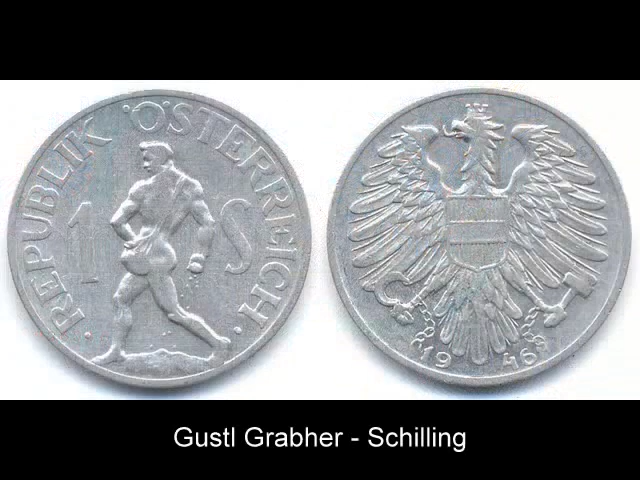 · REPUBLIK ÖSTERREICH ·
1 S
1946
Gustl Grabher - Schilling